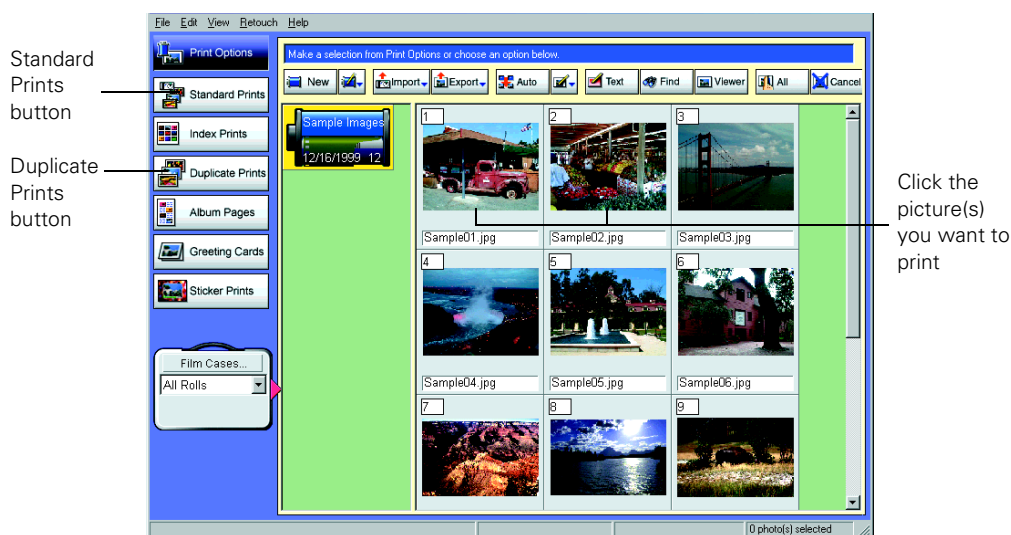 File Edit View Retouch Help
Standard
Prints
button
Duplicate
Prints
button
Print Options
Standard Prints
Index Prints
Duplicate Prints
Album Pages
Greeting Cards
Sticker Prints
Film Cases...
All Rolls
Make a selection from Print Options or choose an option below.
New Import Export Auto Text Find Viewer All Cancel
Sample Images
12/16/1999 12
1 2 3
Sample01.jpg Sample02.jpg Sample03.jpg
4 5 6
Sample04.jpg Sample05.jpg Sample06.jpg
7 8 9
0 photo(s) selected
Click the
picture(s)
you want to
print